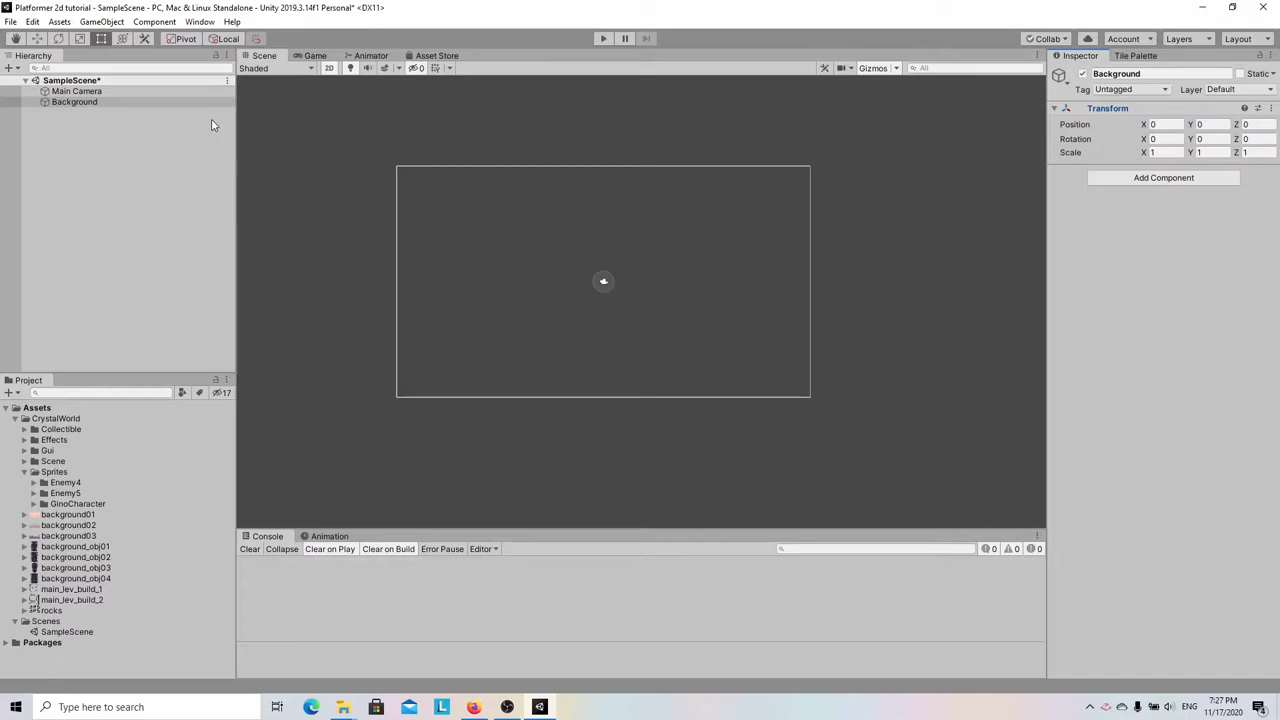 Platformer 2d tutorial - SampleScene - PC, Mac & Linux Standalone - Unity 2019.3.14f1 Personal* <DX11>
File Edit Assets GameObject Component Window Help
Pivot Local Collab Account Layers Layout
Hierarchy Scene Game Animator Asset Store Inspector Tile Palette
All Shaded 2D 0 Gizmos All Background Static
SampleScene*
Main Camera Tag Untagged Layer Default
Background
Transform
Position X 0 Y 0 Z 0
Rotation X 0 Y 0 Z 0
Scale X 1 Y 1 Z 1
Add Component
Project
17
Assets
CrystalWorld
Collectible
Effects
Gui
Scene
Sprites
Enemy4
Enemy5
GinoCharacter
background01
background02
background03
background_obj01
background_obj02
background_obj03
background_obj04
main_lev_build_1
main_lev_build_2
rocks
Scenes
SampleScene
Packages
Console Animation
Clear Collapse Clear on Play Clear on Build Error Pause Editor 0 0 0
Type here to search
7:27 PM
11/17/2020
4